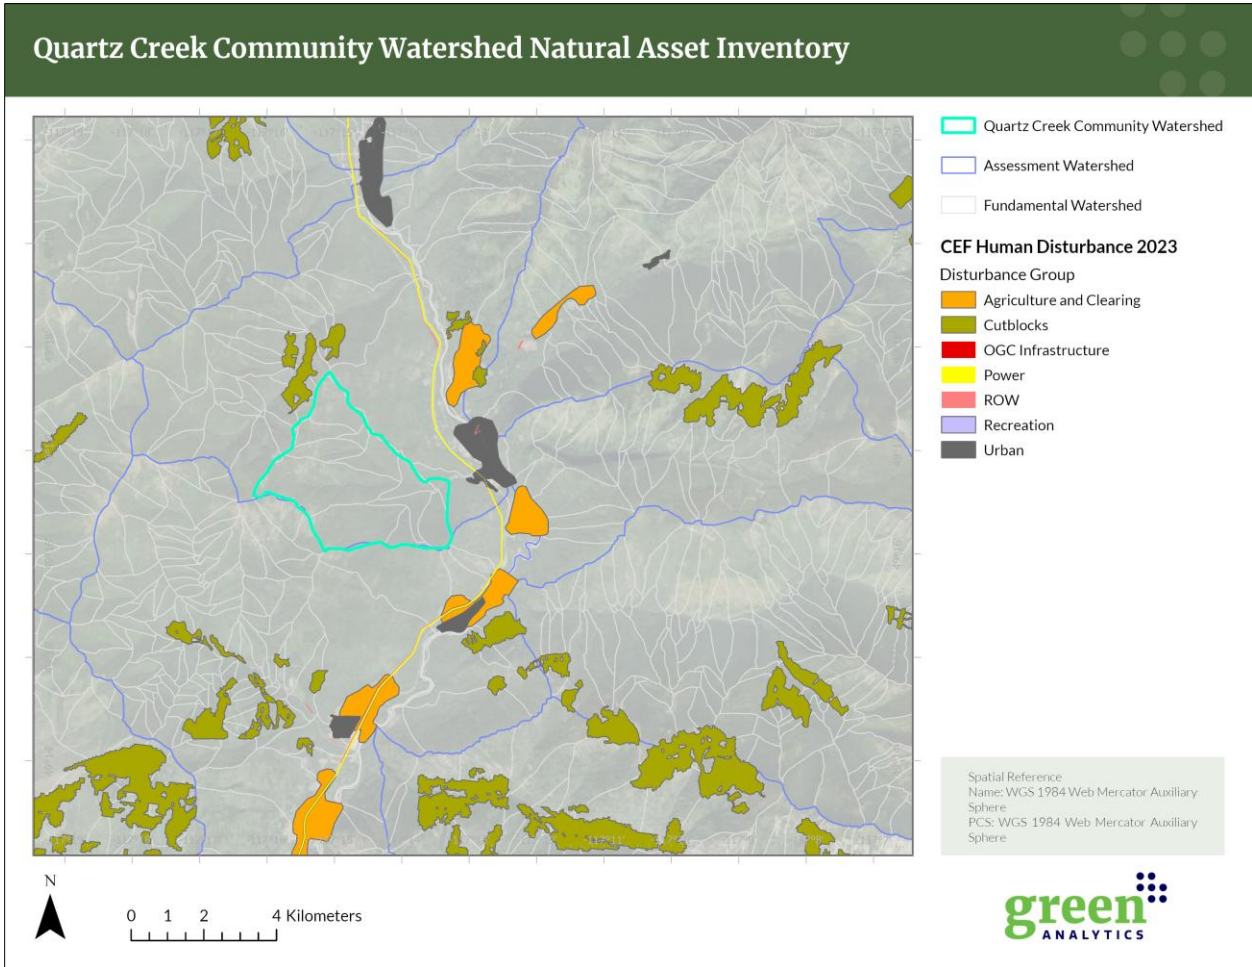 Quartz Creek Community Watershed Natural Asset Inventory
Quartz Creek Community Watershed
Assessment Watershed
Fundamental Watershed
CEF Human Disturbance 2023
Disturbance Group
Agriculture and Clearing
Cutblocks
OGC Infrastructure
Power
ROW
Recreation
Urban
Spatial Reference
Name: WGS 1984 Web Mercator Auxiliary
Sphere
PCS: WGS 1984 Web Mercator Auxiliary
Sphere
N
0 1 2 4 Kilometers
green
ANALYTICS